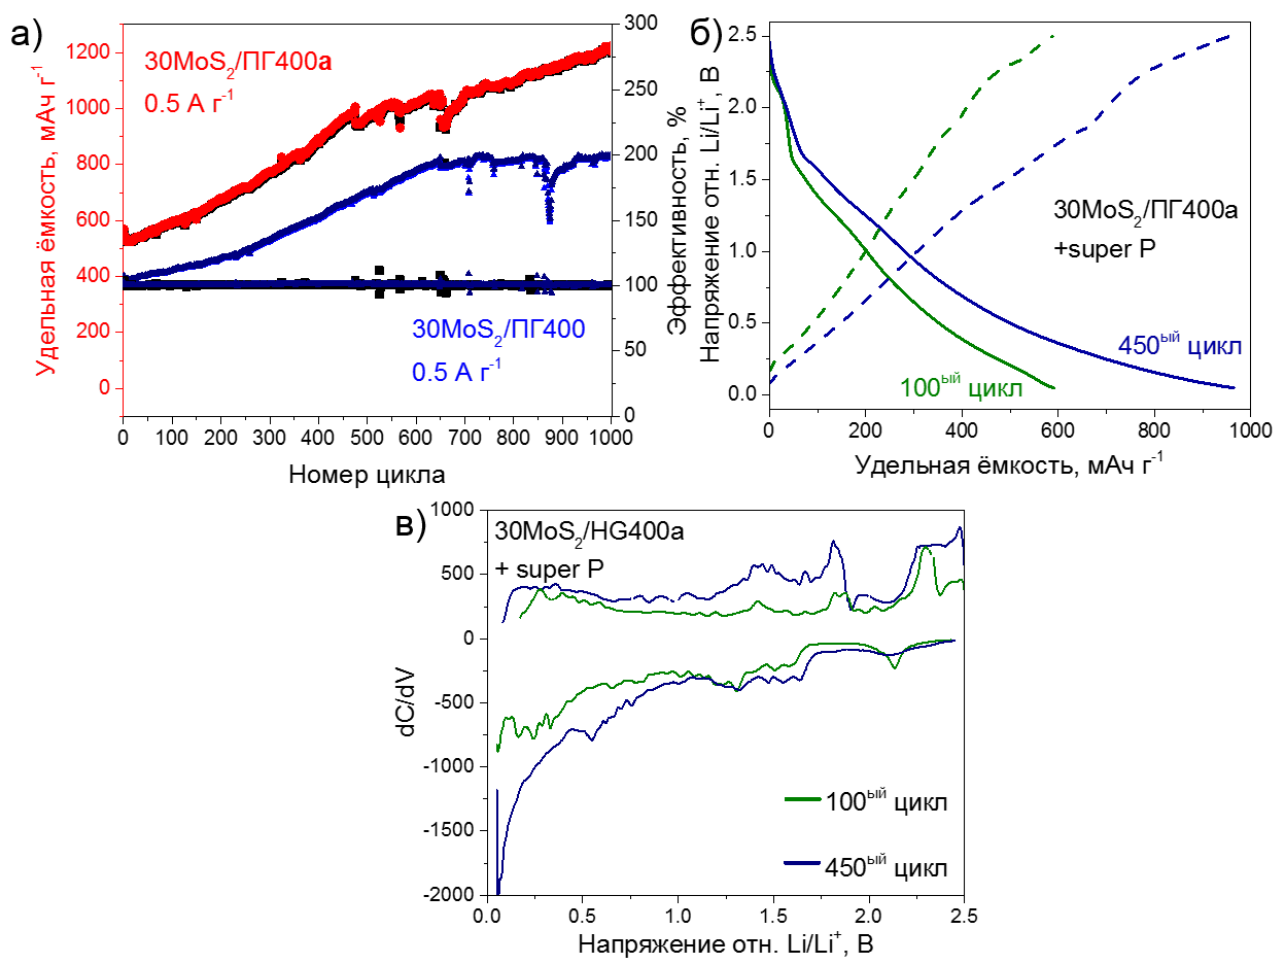 а)
Удельная ёмкость, мАч г⁻¹
1200
1000
800
600
400
200
0
30MoS₂/ПГ400а
0.5 А г⁻¹
30MoS₂/ПГ400
0.5 А г⁻¹
300
250
200
150
100
50
0
Эффективность, %
0 100 200 300 400 500 600 700 800 900 1000
Номер цикла
б)
Напряжение отн. Li/Li⁺, В
2.5
2.0
1.5
1.0
0.5
0.0
30MoS₂/ПГ400а
+super P
450ᵒⁱй цикл
100ᵒⁱй цикл
0 200 400 600 800 1000
Удельная ёмкость, мАч г⁻¹
в)
dC/dV
1000
500
0
-500
-1000
-1500
-2000
30MoS₂/HG400a
+ super P
100ый цикл
450ый цикл
0.0 0.5 1.0 1.5 2.0 2.5
Напряжение отн. Li/Li⁺, В